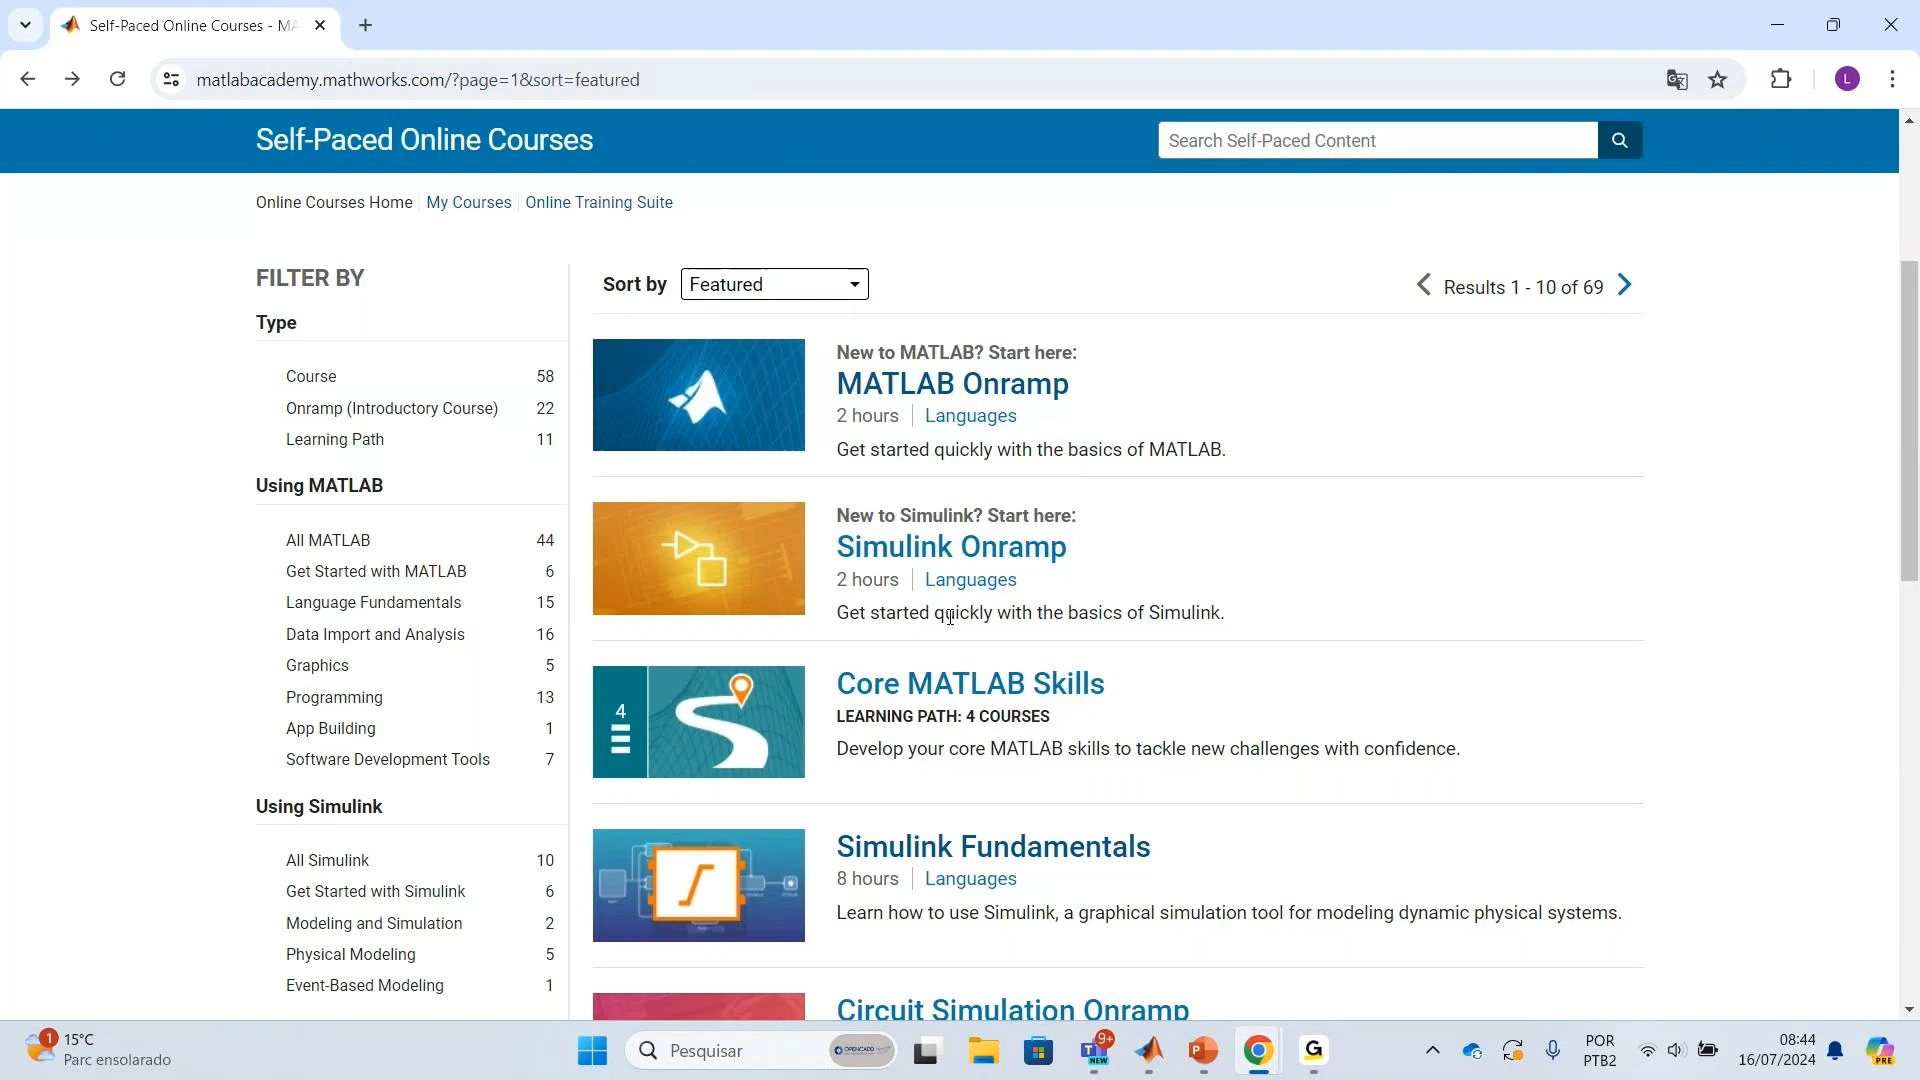 Self-Paced Online Courses - MA
matlabacademy.mathworks.com/?page=1&sort=featured
L
Self-Paced Online Courses
Search Self-Paced Content
Online Courses Home
My Courses
Online Training Suite
FILTER BY
Type
Course 58
Onramp (Introductory Course) 22
Learning Path 11
Using MATLAB
All MATLAB 44
Get Started with MATLAB 6
Language Fundamentals 15
Data Import and Analysis 16
Graphics 5
Programming 13
App Building 1
Software Development Tools 7
Using Simulink
All Simulink 10
Get Started with Simulink 6
Modeling and Simulation 2
Physical Modeling 5
Event-Based Modeling 1
Sort by Featured
Results 1 - 10 of 69
New to MATLAB? Start here:
MATLAB Onramp
2 hours Languages
Get started quickly with the basics of MATLAB.
New to Simulink? Start here:
Simulink Onramp
2 hours Languages
Get started quickly with the basics of Simulink.
4
Core MATLAB Skills
LEARNING PATH: 4 COURSES
Develop your core MATLAB skills to tackle new challenges with confidence.
Simulink Fundamentals
8 hours Languages
Learn how to use Simulink, a graphical simulation tool for modeling dynamic physical systems.
Circuit Simulation Onramp
1
15°C
Parc ensolarado
Pesquisar
OPENCADD
9+
NEW
P
G
POR
PTB2
08:44
16/07/2024
PRE